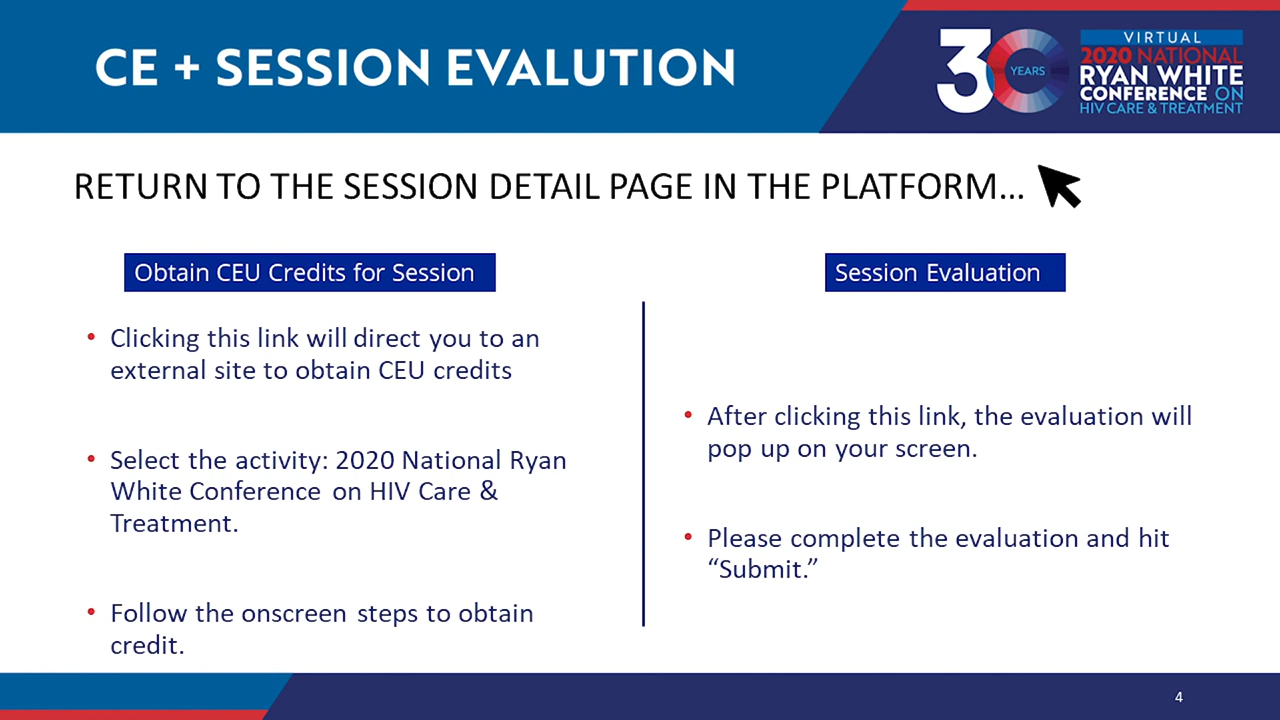 CE + SESSION EVALUTION
30
YEARS
VIRTUAL
2020 NATIONAL
RYAN WHITE
CONFERENCE ON
HIV CARE & TREATMENT
RETURN TO THE SESSION DETAIL PAGE IN THE PLATFORM...
Obtain CEU Credits for Session
• Clicking this link will direct you to an
external site to obtain CEU credits
• Select the activity: 2020 National Ryan
White Conference on HIV Care &
Treatment.
• Follow the onscreen steps to obtain
credit.
Session Evaluation
• After clicking this link, the evaluation will
pop up on your screen.
• Please complete the evaluation and hit
“Submit.”
4